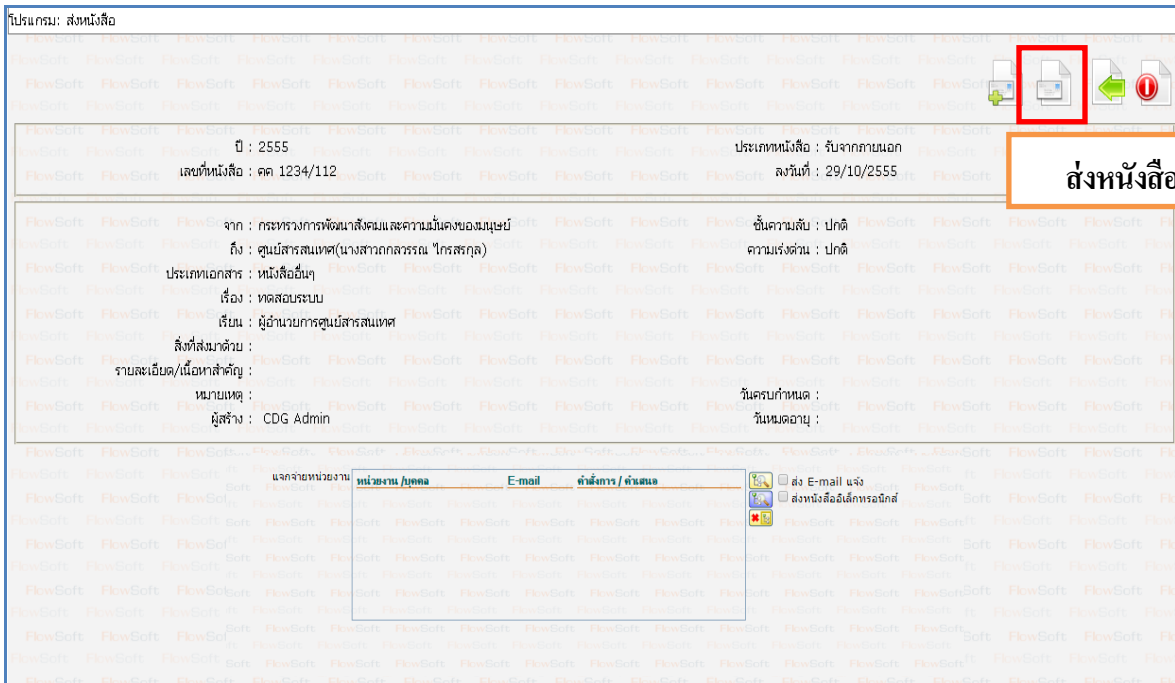 โปรแกรม: ส่งหนังสือ
ปี : 2555 ประเภทหนังสือ : รับจากภายนอก
เลขที่หนังสือ : คค 1234/112 ลงวันที่ : 29/10/2555
ส่งหนังสือ
จาก : กระทรวงการพัฒนาสังคมและความมั่นคงของมนุษย์ ชั้นความลับ : ปกติ
ถึง : ศูนย์สารสนเทศ(นางสาวกกลวรรณ ไกรสรกุล) ความเร่งด่วน : ปกติ
ประเภทเอกสาร : หนังสืออื่นๆ
เรื่อง : ทดสอบระบบ
เรียน : ผู้อำนวยการศูนย์สารสนเทศ
สิ่งที่ส่งมาด้วย :
รายละเอียด/เนื้อหาสำคัญ :
หมายเหตุ : วันครบกำหนด :
ผู้สร้าง : CDG Admin วันหมดอายุ :
แจกจ่ายหน่วยงาน หน่วยงาน /บุคคล E-mail คำสั่งการ / คำเสนอ ส่ง E-mail แจ้ง
ส่งหนังสืออิเล็กทรอนิกส์
FlowSoft